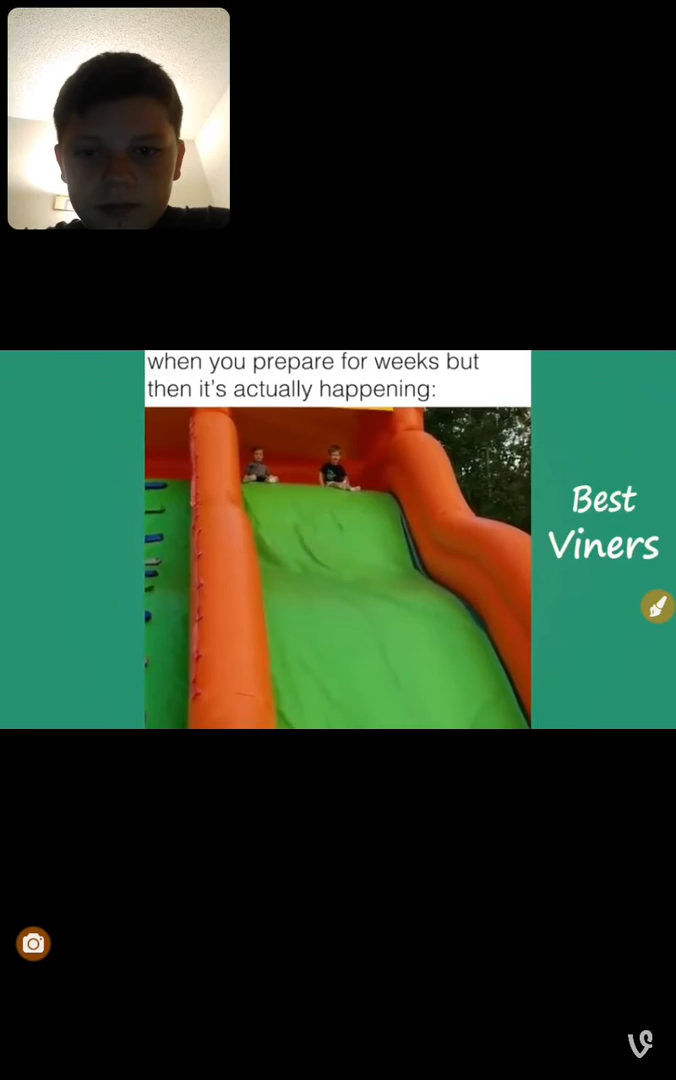 when you prepare for weeks but
then it's actually happening:
Best
Viners